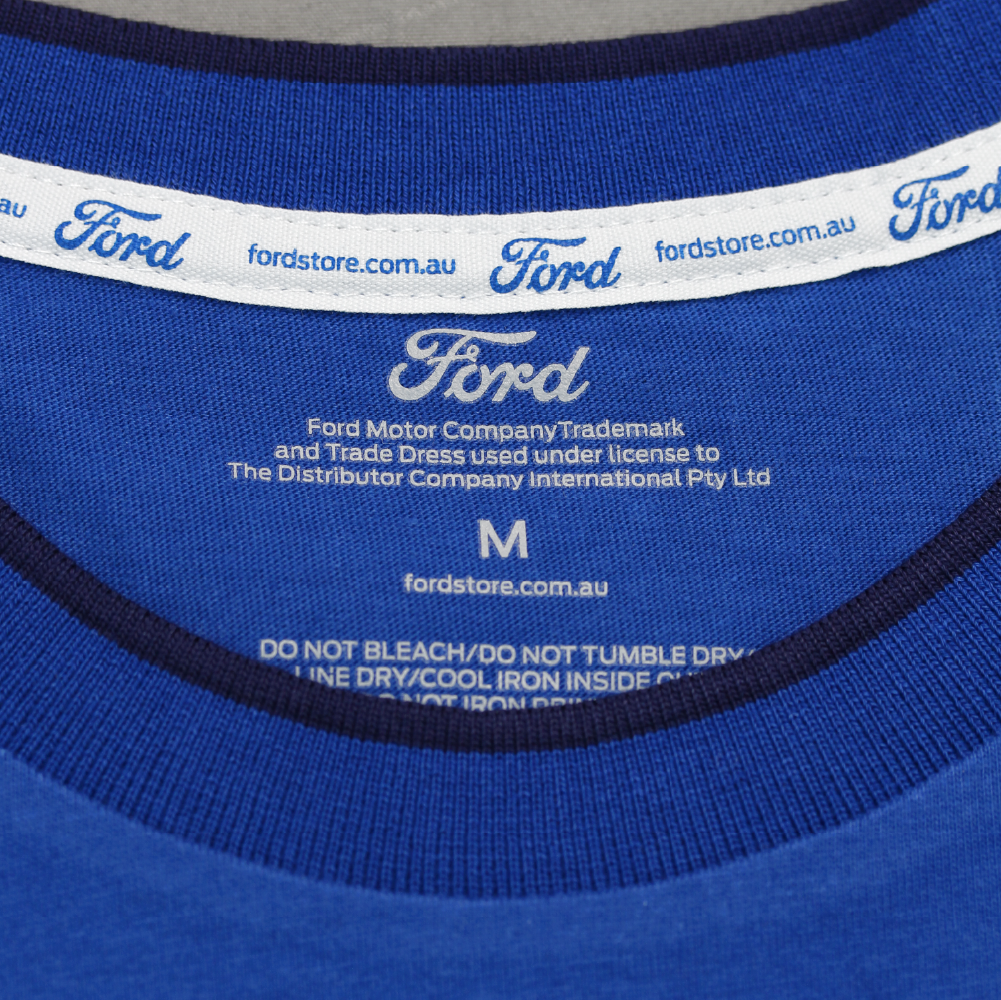 au Ford fordstore.com.au Ford fordstore.com.au Ford
Ford
Ford Motor CompanyTrademark
and Trade Dress used under license to
The Distributor Company International Pty Ltd
M
fordstore.com.au
DO NOT BLEACH/DO NOT TUMBLE DRY/
LINE DRY/COOL IRON INSIDE
NOT IRON